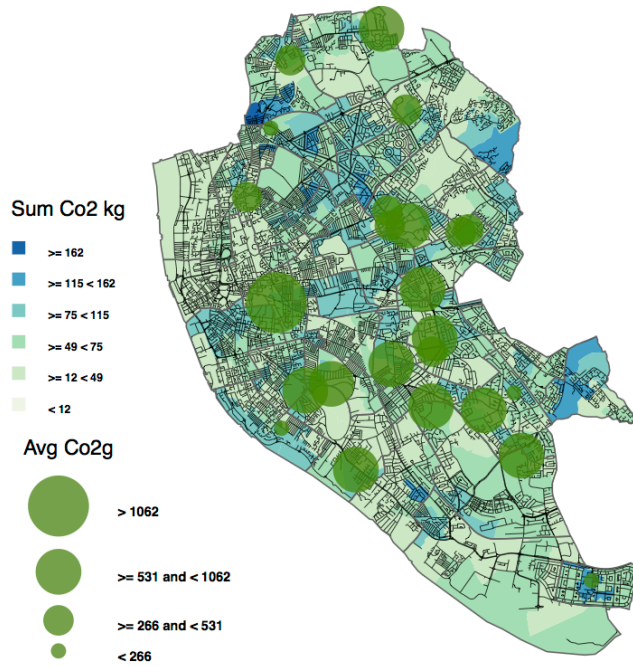 Sum Co2 kg
>= 162
>= 115 < 162
>= 75 < 115
>= 49 < 75
>= 12 < 49
< 12
Avg Co2g
> 1062
>= 531 and < 1062
>= 266 and < 531
< 266